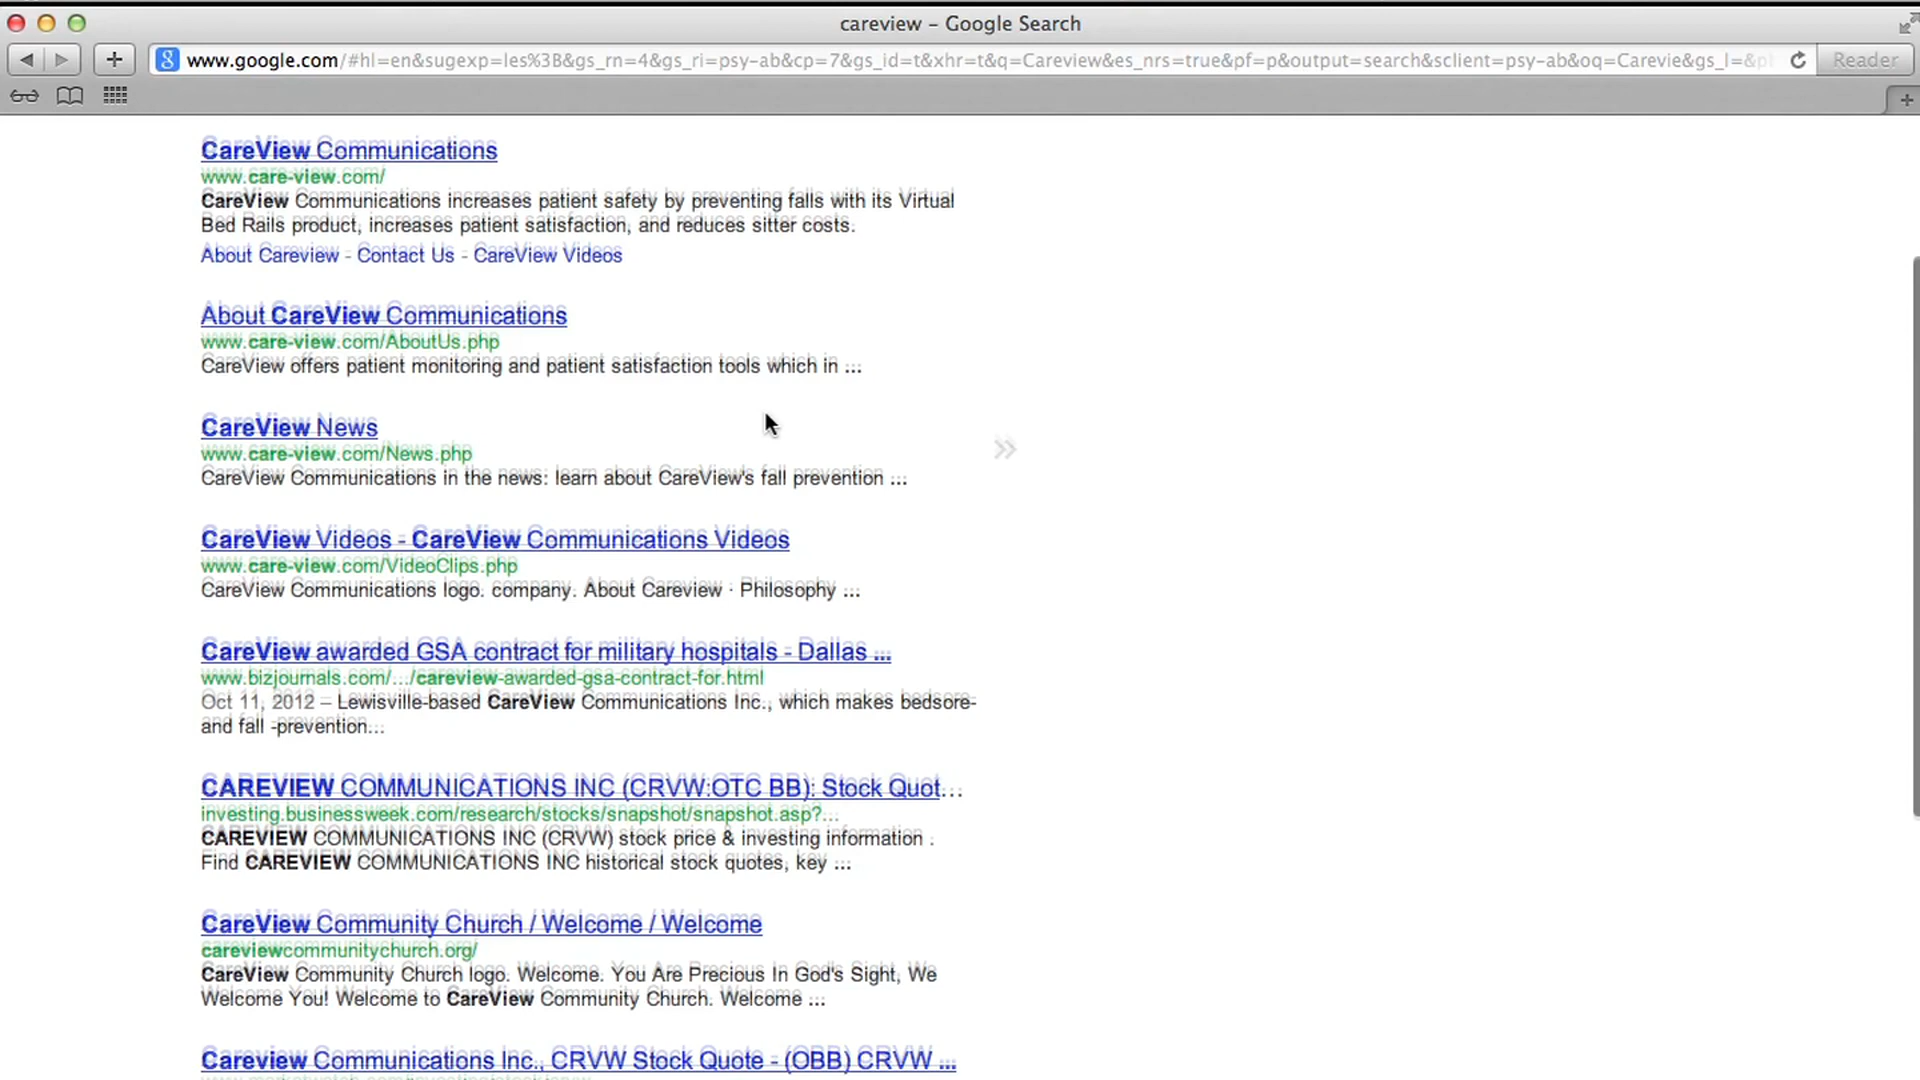 careview – Google Search
www.google.com/#hl=en&sugexp=les%3B&gs_rn=4&gs_ri=psy-ab&cp=7&gs_id=t&xhr=t&q=Careview&es_nrs=true&pf=p&output=search&sclient=psy-ab&oq=Carevie&gs_l=&p
Reader
CareView Communications
www.care-view.com/
CareView Communications increases patient safety by preventing falls with its Virtual
Bed Rails product, increases patient satisfaction, and reduces sitter costs.
About Careview - Contact Us - CareView Videos
About CareView Communications
www.care-view.com/AboutUs.php
CareView offers patient monitoring and patient satisfaction tools which in ...
CareView News
www.care-view.com/News.php
CareView Communications in the news: learn about CareView's fall prevention ...
CareView Videos - CareView Communications Videos
www.care-view.com/VideoClips.php
CareView Communications logo. company. About Careview · Philosophy ...
CareView awarded GSA contract for military hospitals - Dallas ...
www.bizjournals.com/.../careview-awarded-gsa-contract-for.html
Oct 11, 2012 – Lewisville-based CareView Communications Inc., which makes bedsore-
and fall -prevention...
CAREVIEW COMMUNICATIONS INC (CRVW:OTC BB): Stock Quot...
investing.businessweek.com/research/stocks/snapshot/snapshot.asp?...
CAREVIEW COMMUNICATIONS INC (CRVW) stock price & investing information .
Find CAREVIEW COMMUNICATIONS INC historical stock quotes, key ...
CareView Community Church / Welcome / Welcome
careviewcommunitychurch.org/
CareView Community Church logo. Welcome. You Are Precious In God's Sight, We
Welcome You! Welcome to CareView Community Church. Welcome ...
Careview Communications Inc., CRVW Stock Quote - (OBB) CRVW ...